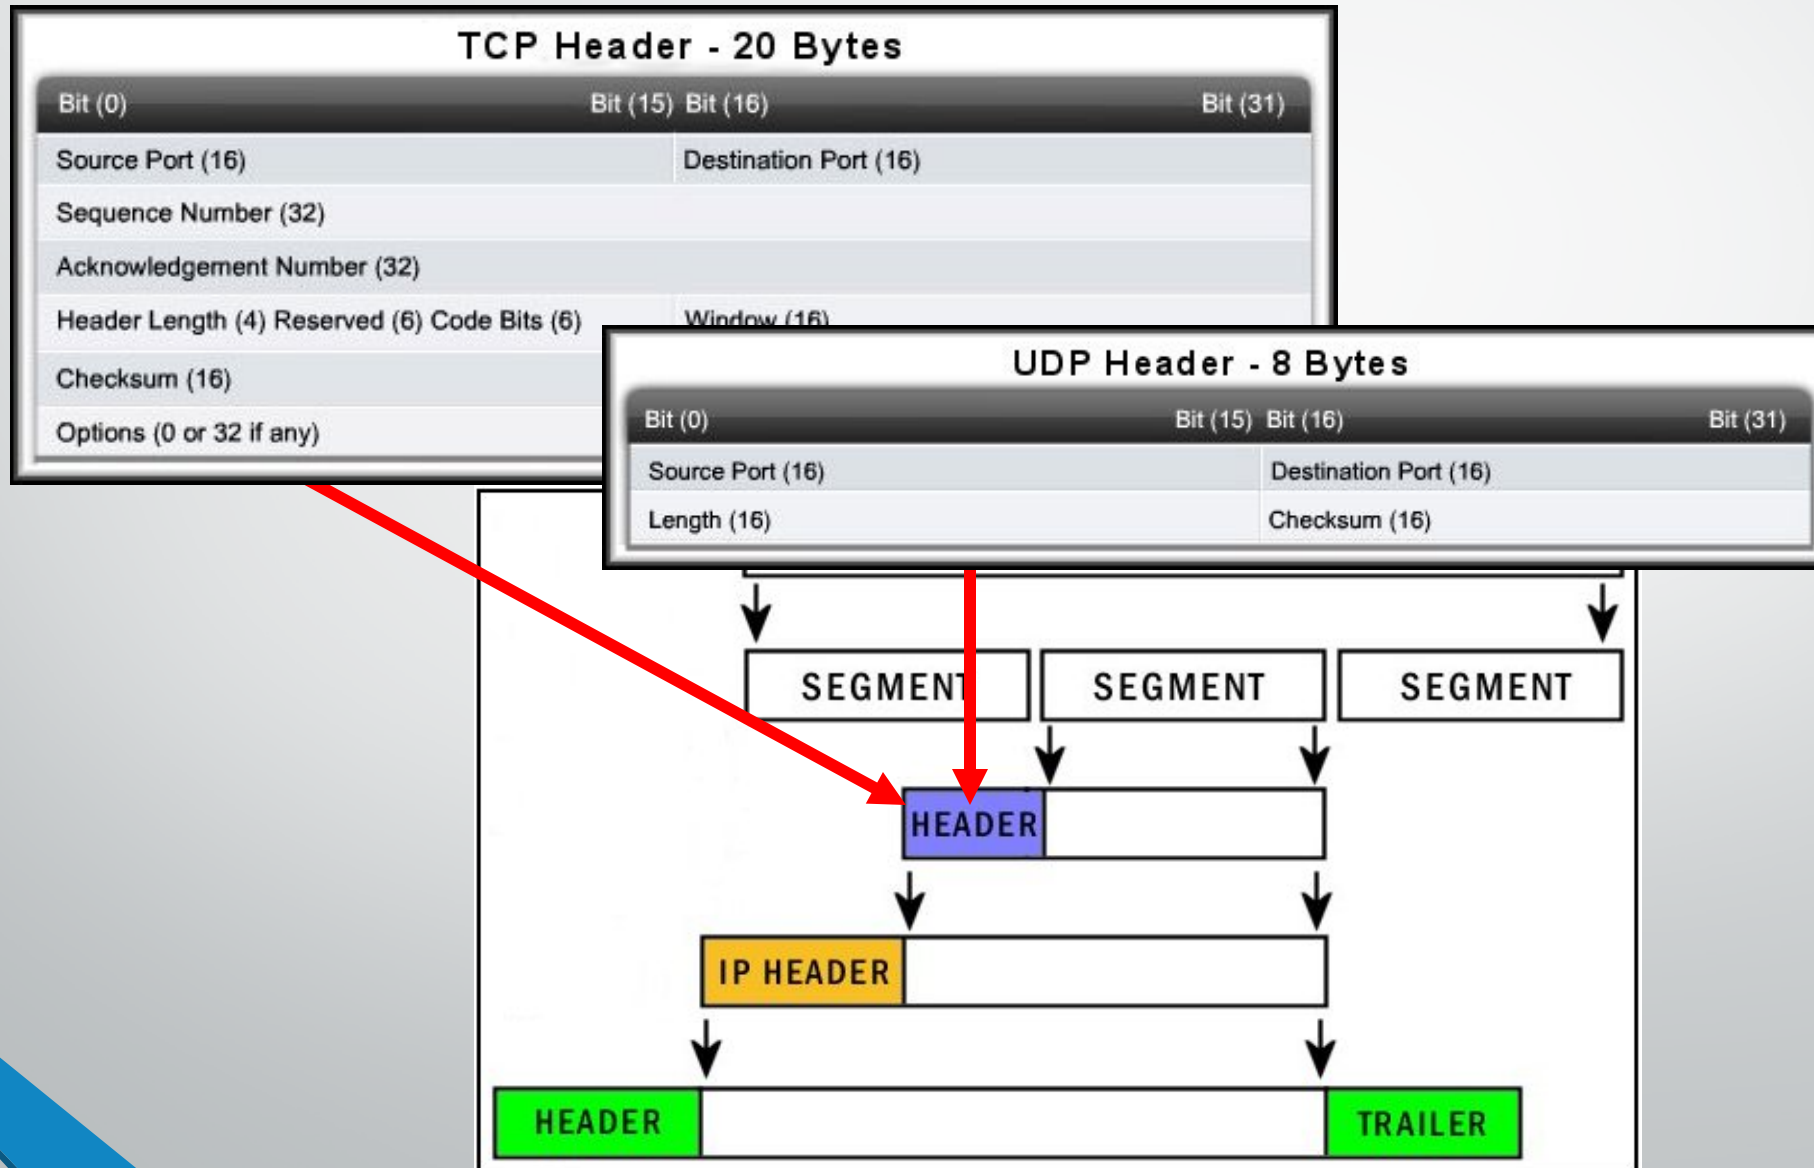 TCP Header - 20 Bytes
Bit (0) Bit (15) Bit (16) Bit (31)
Source Port (16) Destination Port (16)
Sequence Number (32)
Acknowledgement Number (32)
Header Length (4) Reserved (6) Code Bits (6) Window (16)
Checksum (16)
Options (0 or 32 if any)
UDP Header - 8 Bytes
Bit (0) Bit (15) Bit (16) Bit (31)
Source Port (16) Destination Port (16)
Length (16) Checksum (16)
SEGMENT SEGMENT SEGMENT
HEADER
IP HEADER
HEADER TRAILER